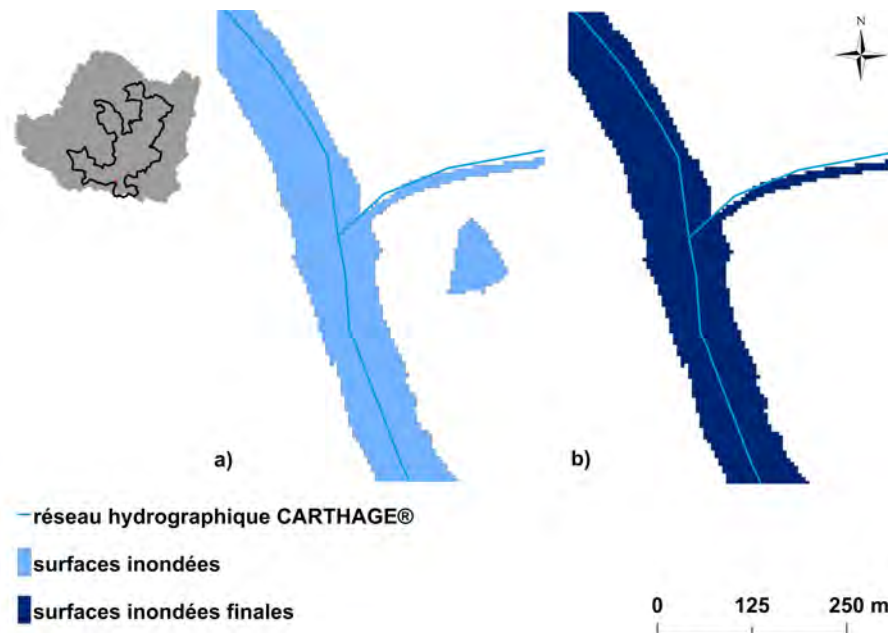 N
a)
b)
réseau hydrographique CARTHAGE®
surfaces inondées
surfaces inondées finales
0 125 250 m